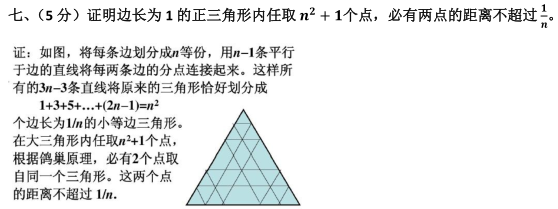 七、（5 分）证明边长为 1 的正三角形内任取 n² + 1个点，必有两点的距离不超过 1/n。
证：如图，将每条边划分成n等份，用n−1条平行
于边的直线将每两条边的分点连接起来。这样所
有的3n−3条直线将原来的三角形恰好划分成
1+3+5+…+(2n−1)=n²
个边长为1/n的小等边三角形。
在大三角形内任取n²+1个点，
根据鸽巢原理，必有2个点取
自同一个三角形。这两个点
的距离不超过 1/n.